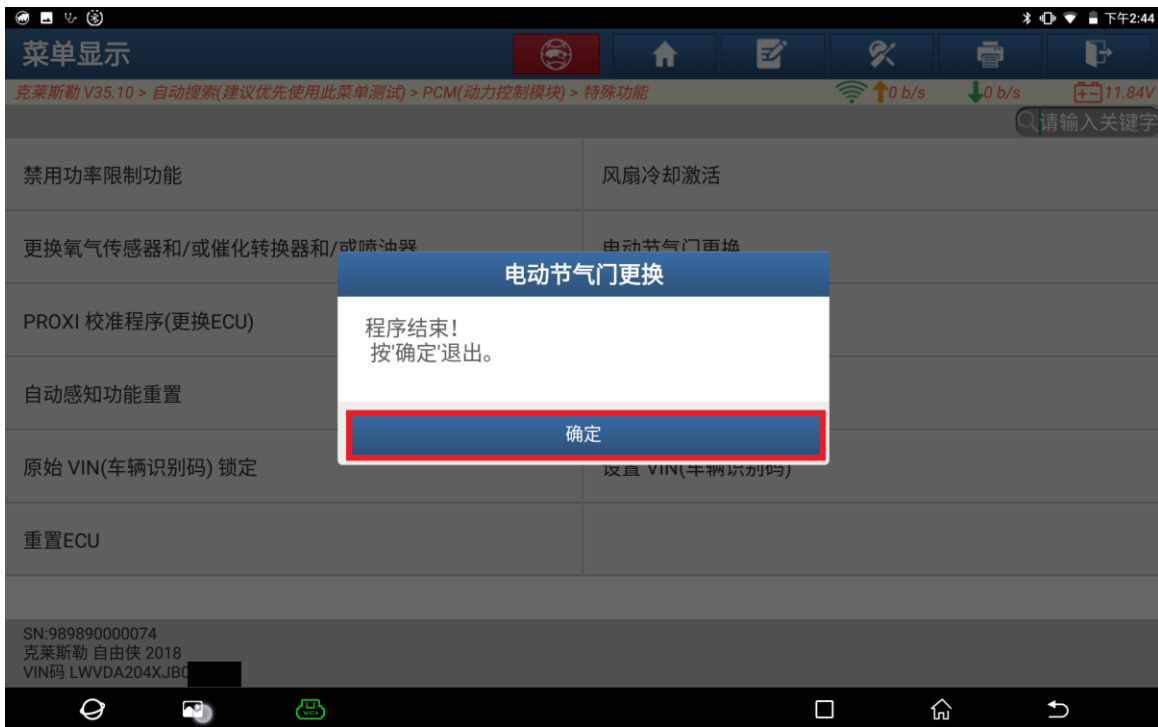 下午2:44
菜单显示
克莱斯勒 V35.10 > 自动搜索(建议优先使用此菜单测试) > PCM(动力控制模块) > 特殊功能
0 b/s
0 b/s
11.84V
请输入关键字
禁用功率限制功能
风扇冷却激活
更换氧气传感器和/或催化转换器和/或喷油器
电动节气门更换
电动节气门更换
程序结束!
按'确定'退出。
确定
PROXI 校准程序(更换ECU)
自动感知功能重置
原始 VIN(车辆识别码) 锁定
设置 VIN(车辆识别码)
重置ECU
SN:989890000074
克莱斯勒 自由侠 2018
VIN码 LWVDA204XJB0
VCI